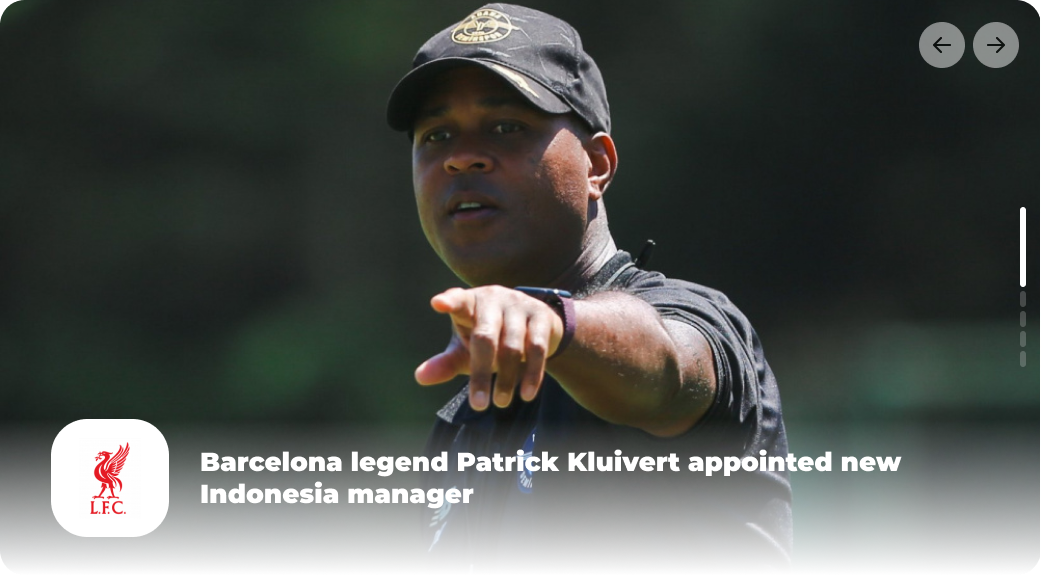 L.F.C.
Barcelona legend Patrick Kluivert appointed new
Indonesia manager